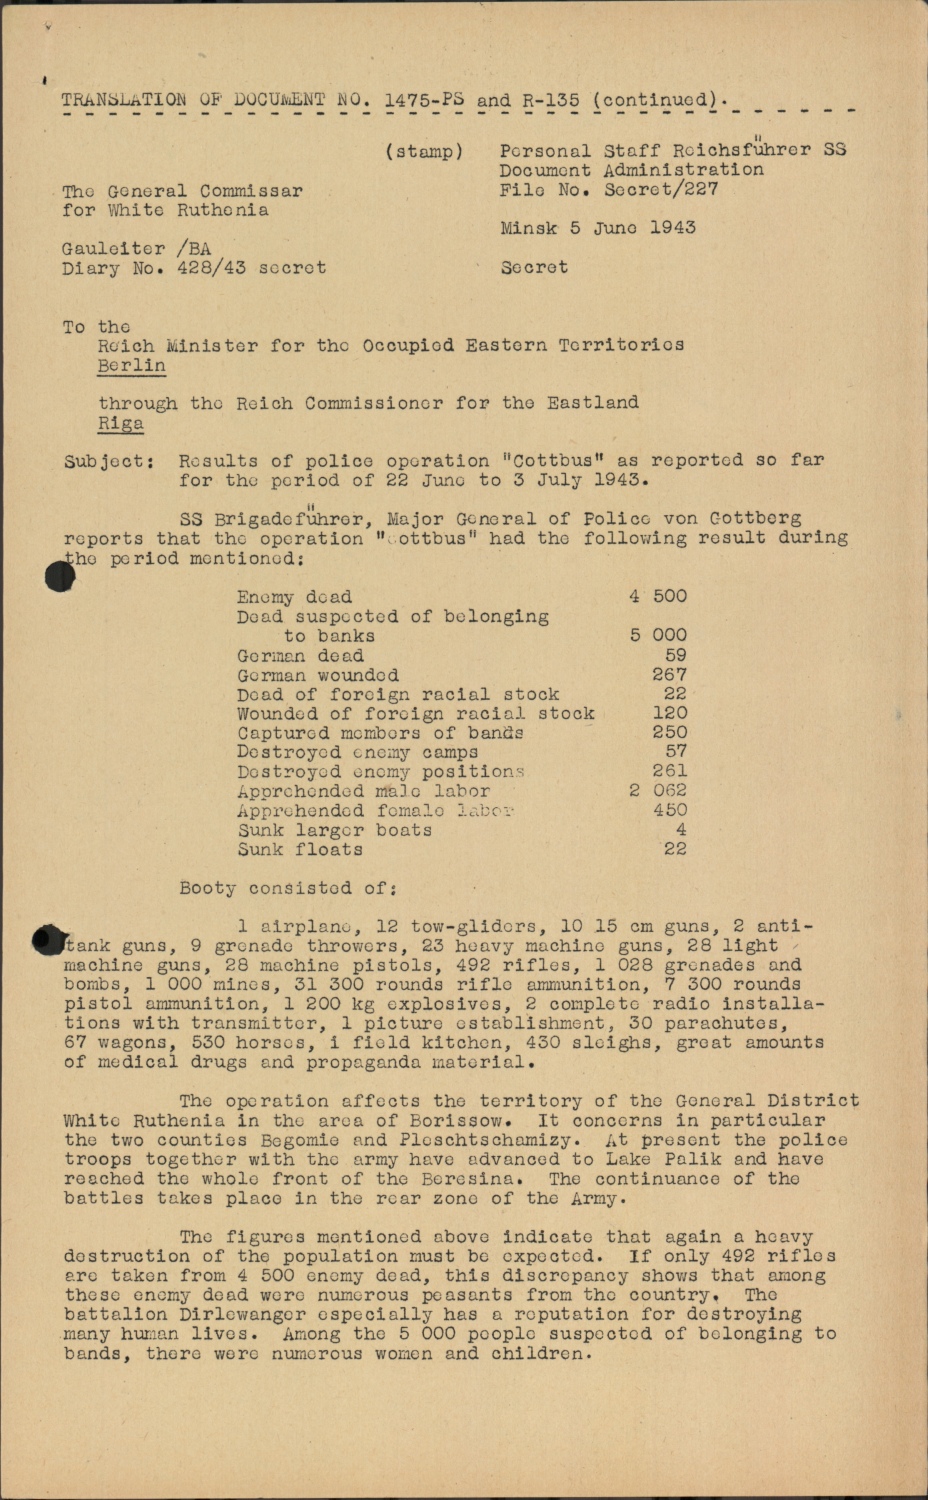 TRANSLATION OF DOCUMENT NO. 1475-PS and R-135 (continued).
(stamp) Personal Staff Reichsführer SS
Document Administration
The General Commissar File No. Secret/227
for White Ruthenia
Minsk 5 June 1943
Gauleiter /BA
Diary No. 428/43 secret Secret
To the
Reich Minister for the Occupied Eastern Territories
Berlin
through the Reich Commissioner for the Eastland
Riga
Subject: Results of police operation "Cottbus" as reported so far
for the period of 22 June to 3 July 1943.
SS Brigadeführer, Major General of Police von Gottberg
reports that the operation "Cottbus" had the following result during
the period mentioned:
Enemy dead 4 500
Dead suspected of belonging
to banks 5 000
German dead 59
German wounded 267
Dead of foreign racial stock 22
Wounded of foreign racial stock 120
Captured members of bands 250
Destroyed enemy camps 57
Destroyed enemy positions 261
Apprehended male labor 2 062
Apprehended female labor 450
Sunk larger boats 4
Sunk floats 22
Booty consisted of:
1 airplane, 12 tow-gliders, 10 15 cm guns, 2 anti-
tank guns, 9 grenade throwers, 23 heavy machine guns, 28 light
machine guns, 28 machine pistols, 492 rifles, 1 028 grenades and
bombs, 1 000 mines, 31 300 rounds rifle ammunition, 7 300 rounds
pistol ammunition, 1 200 kg explosives, 2 complete radio installa-
tions with transmitter, 1 picture establishment, 30 parachutes,
67 wagons, 530 horses, i field kitchen, 430 sleighs, great amounts
of medical drugs and propaganda material.
The operation affects the territory of the General District
White Ruthenia in the area of Borissow. It concerns in particular
the two counties Begomie and Pleschtschamizy. At present the police
troops together with the army have advanced to Lake Palik and have
reached the whole front of the Beresina. The continuance of the
battles takes place in the rear zone of the Army.
The figures mentioned above indicate that again a heavy
destruction of the population must be expected. If only 492 rifles
are taken from 4 500 enemy dead, this discrepancy shows that among
these enemy dead were numerous peasants from the country. The
battalion Dirlewanger especially has a reputation for destroying
many human lives. Among the 5 000 people suspected of belonging to
bands, there were numerous women and children.